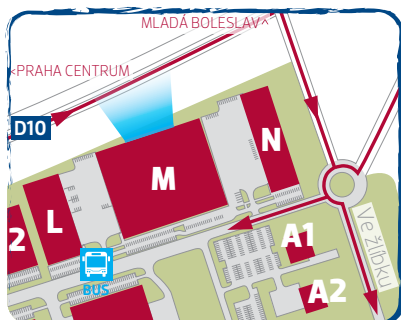 MLADÁ BOLESLAV^
<PRAHA CENTRUM
D10
N
M
L
2
A1
Ve žlíbku
BUS
A2